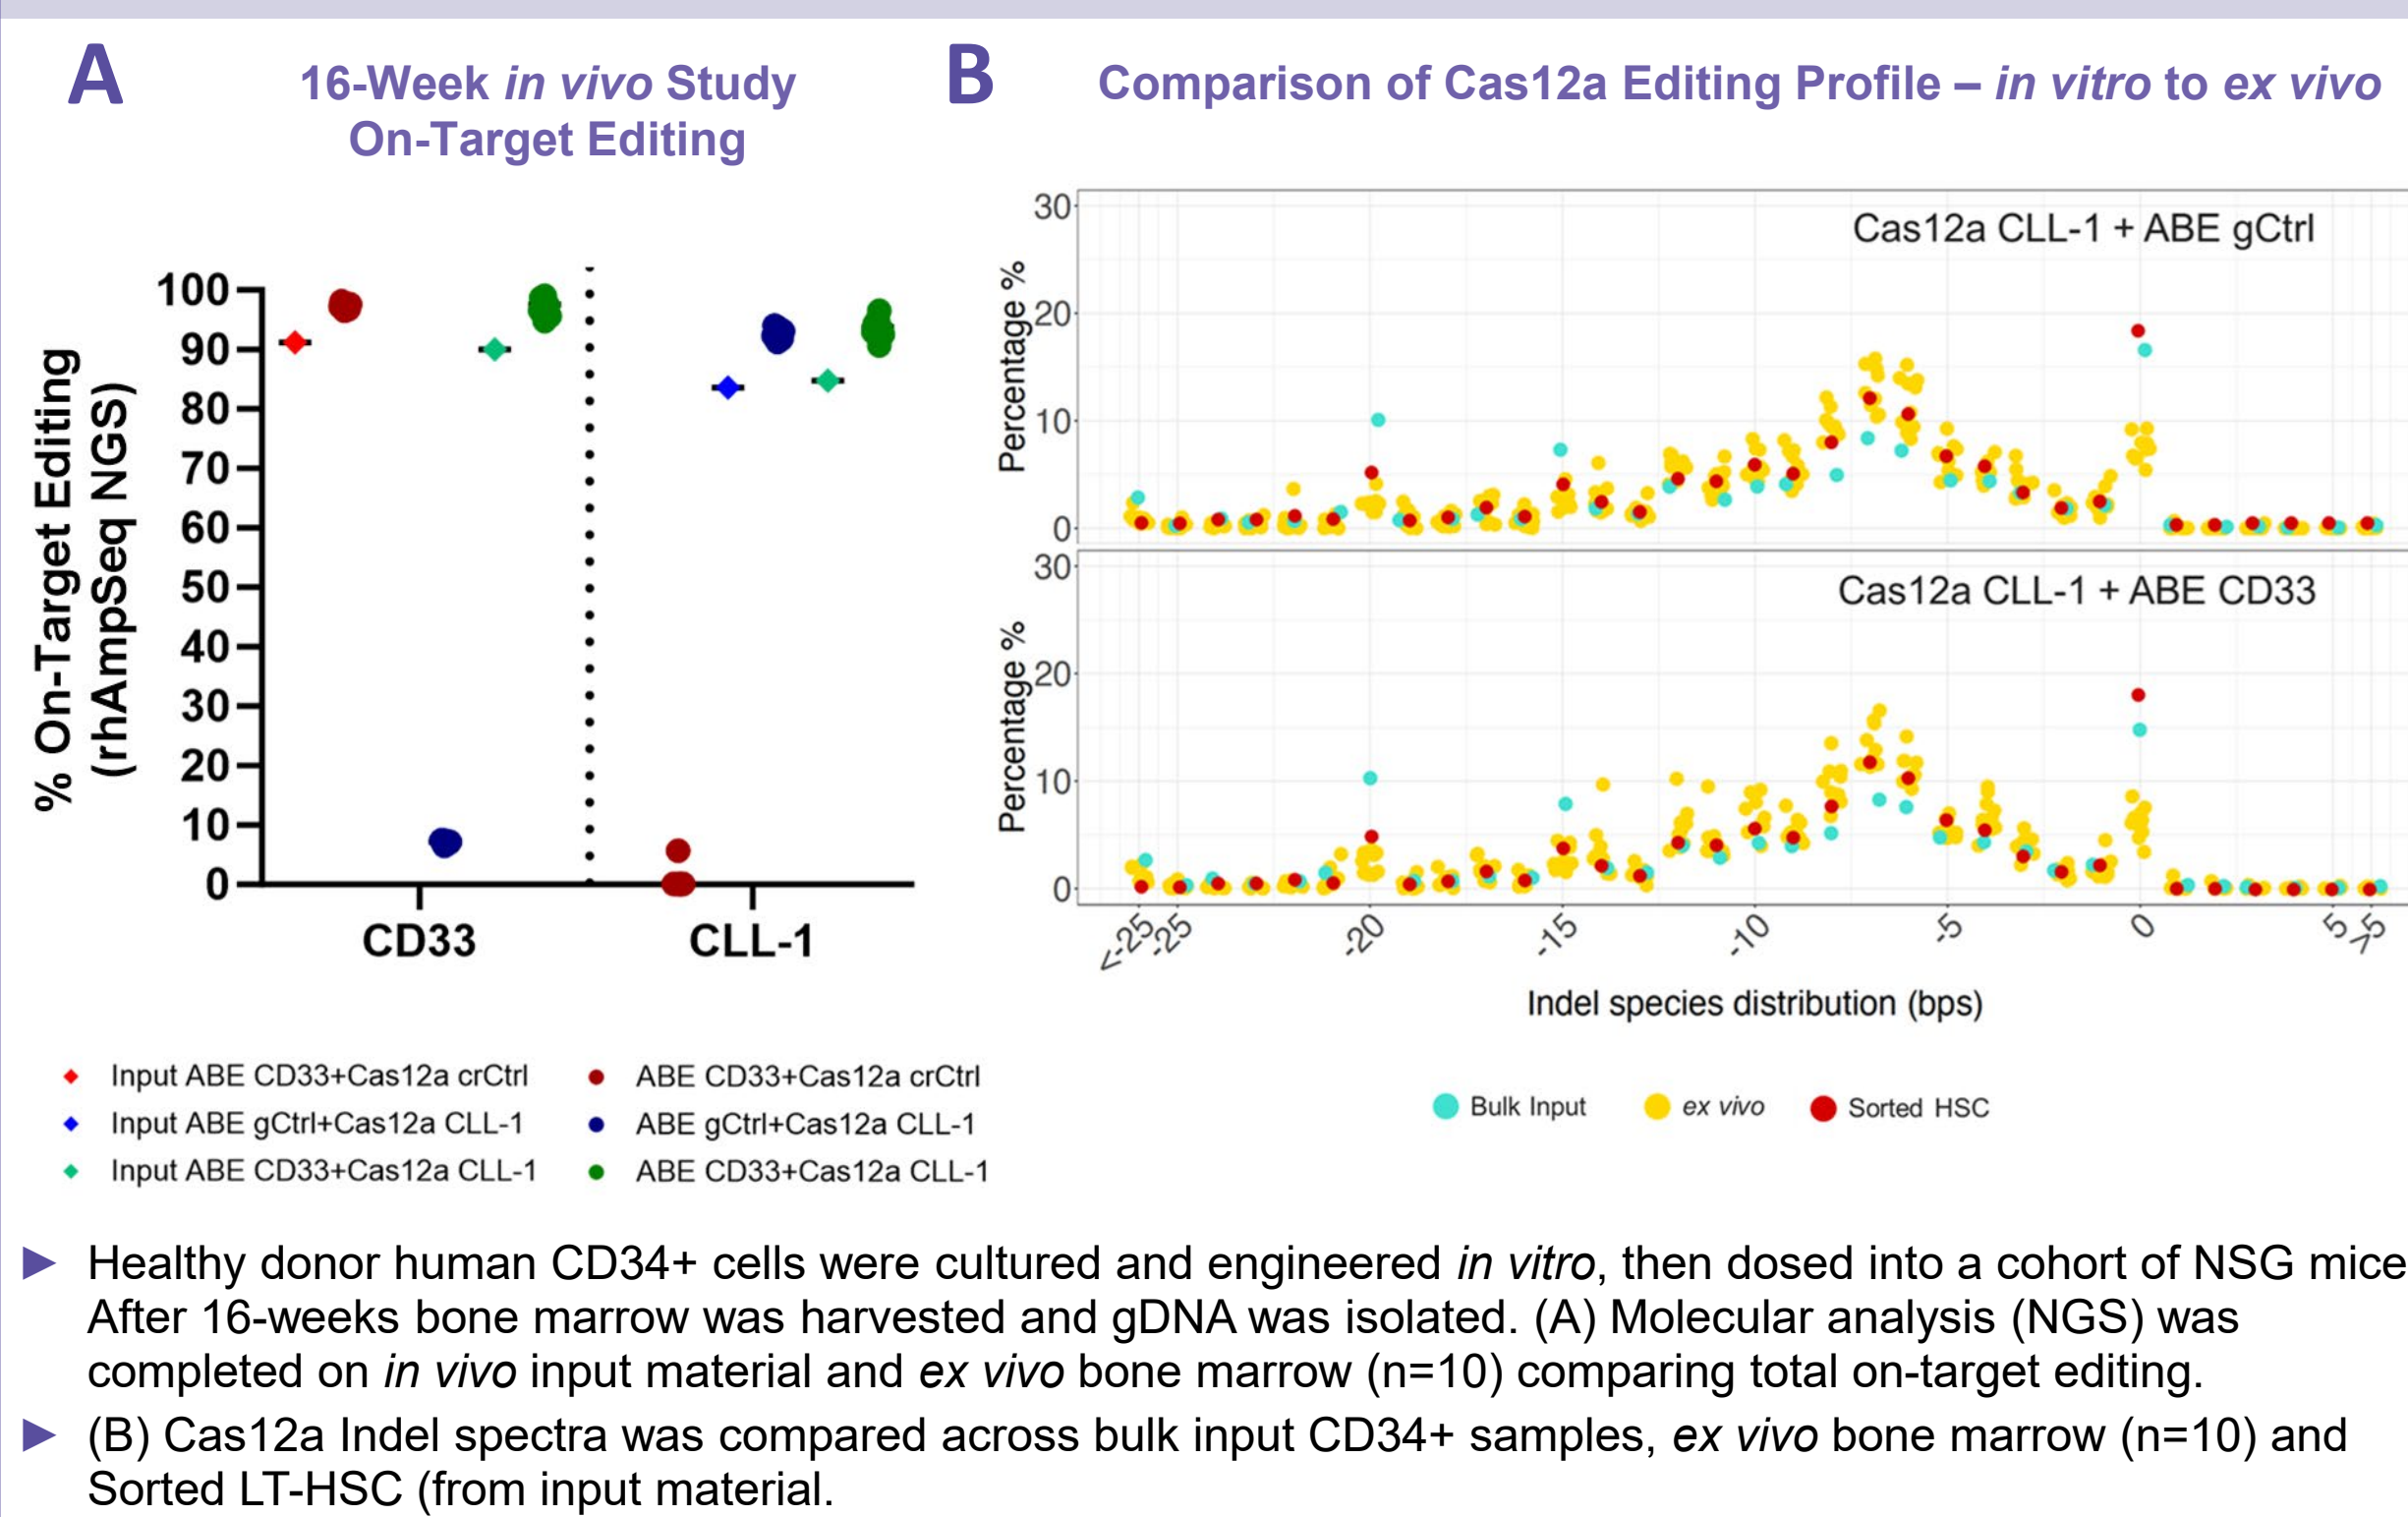 A
16-Week in vivo Study
On-Target Editing
% On-Target Editing
(rhAmpSeq NGS)
100
90
80
70
60
50
40
30
20
10
0
CD33
CLL-1
Input ABE CD33+Cas12a crCtrl
Input ABE gCtrl+Cas12a CLL-1
Input ABE CD33+Cas12a CLL-1
ABE CD33+Cas12a crCtrl
ABE gCtrl+Cas12a CLL-1
ABE CD33+Cas12a CLL-1
B
Comparison of Cas12a Editing Profile – in vitro to ex vivo
Percentage %
30
20
10
0
Cas12a CLL-1 + ABE gCtrl
Percentage %
30
20
10
0
Cas12a CLL-1 + ABE CD33
<-25
-25
-20
-15
-10
-5
0
5
>5
Indel species distribution (bps)
Bulk Input
ex vivo
Sorted HSC
► Healthy donor human CD34+ cells were cultured and engineered in vitro, then dosed into a cohort of NSG mice
After 16-weeks bone marrow was harvested and gDNA was isolated. (A) Molecular analysis (NGS) was
completed on in vivo input material and ex vivo bone marrow (n=10) comparing total on-target editing.
► (B) Cas12a Indel spectra was compared across bulk input CD34+ samples, ex vivo bone marrow (n=10) and
Sorted LT-HSC (from input material.